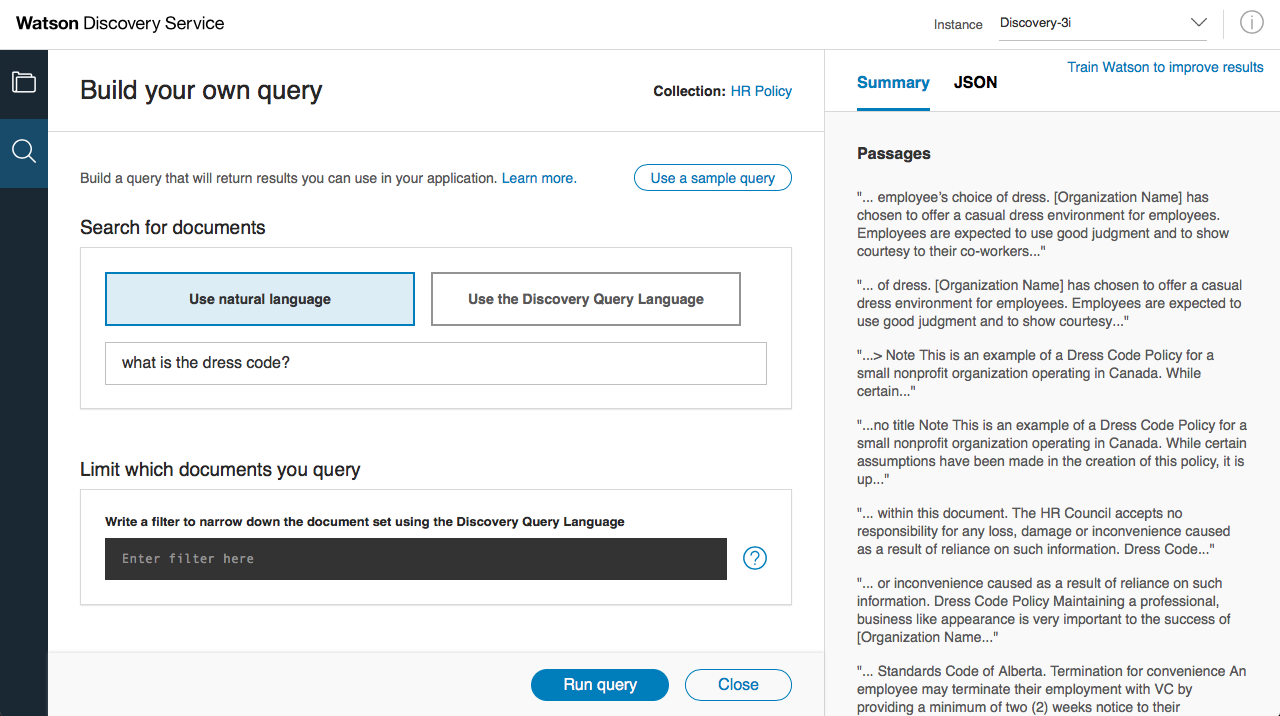 Watson Discovery Service
Instance
Discovery-3i
Build your own query
Collection: HR Policy
Build a query that will return results you can use in your application. Learn more.
Use a sample query
Search for documents
Use natural language
Use the Discovery Query Language
what is the dress code?
Limit which documents you query
Write a filter to narrow down the document set using the Discovery Query Language
Enter filter here
?
Run query
Close
Train Watson to improve results
Summary
JSON
Passages
"... employee’s choice of dress. [Organization Name] has
chosen to offer a casual dress environment for employees.
Employees are expected to use good judgment and to show
courtesy to their co-workers..."
"... of dress. [Organization Name] has chosen to offer a casual
dress environment for employees. Employees are expected to
use good judgment and to show courtesy..."
"...> Note This is an example of a Dress Code Policy for a
small nonprofit organization operating in Canada. While
certain..."
"...no title Note This is an example of a Dress Code Policy for a
small nonprofit organization operating in Canada. While certain
assumptions have been made in the creation of this policy, it is
up..."
"... within this document. The HR Council accepts no
responsibility for any loss, damage or inconvenience caused
as a result of reliance on such information. Dress Code..."
"... or inconvenience caused as a result of reliance on such
information. Dress Code Policy Maintaining a professional,
business like appearance is very important to the success of
[Organization Name..."
"... Standards Code of Alberta. Termination for convenience An
employee may terminate their employment with VC by
providing a minimum of two (2) weeks notice to their